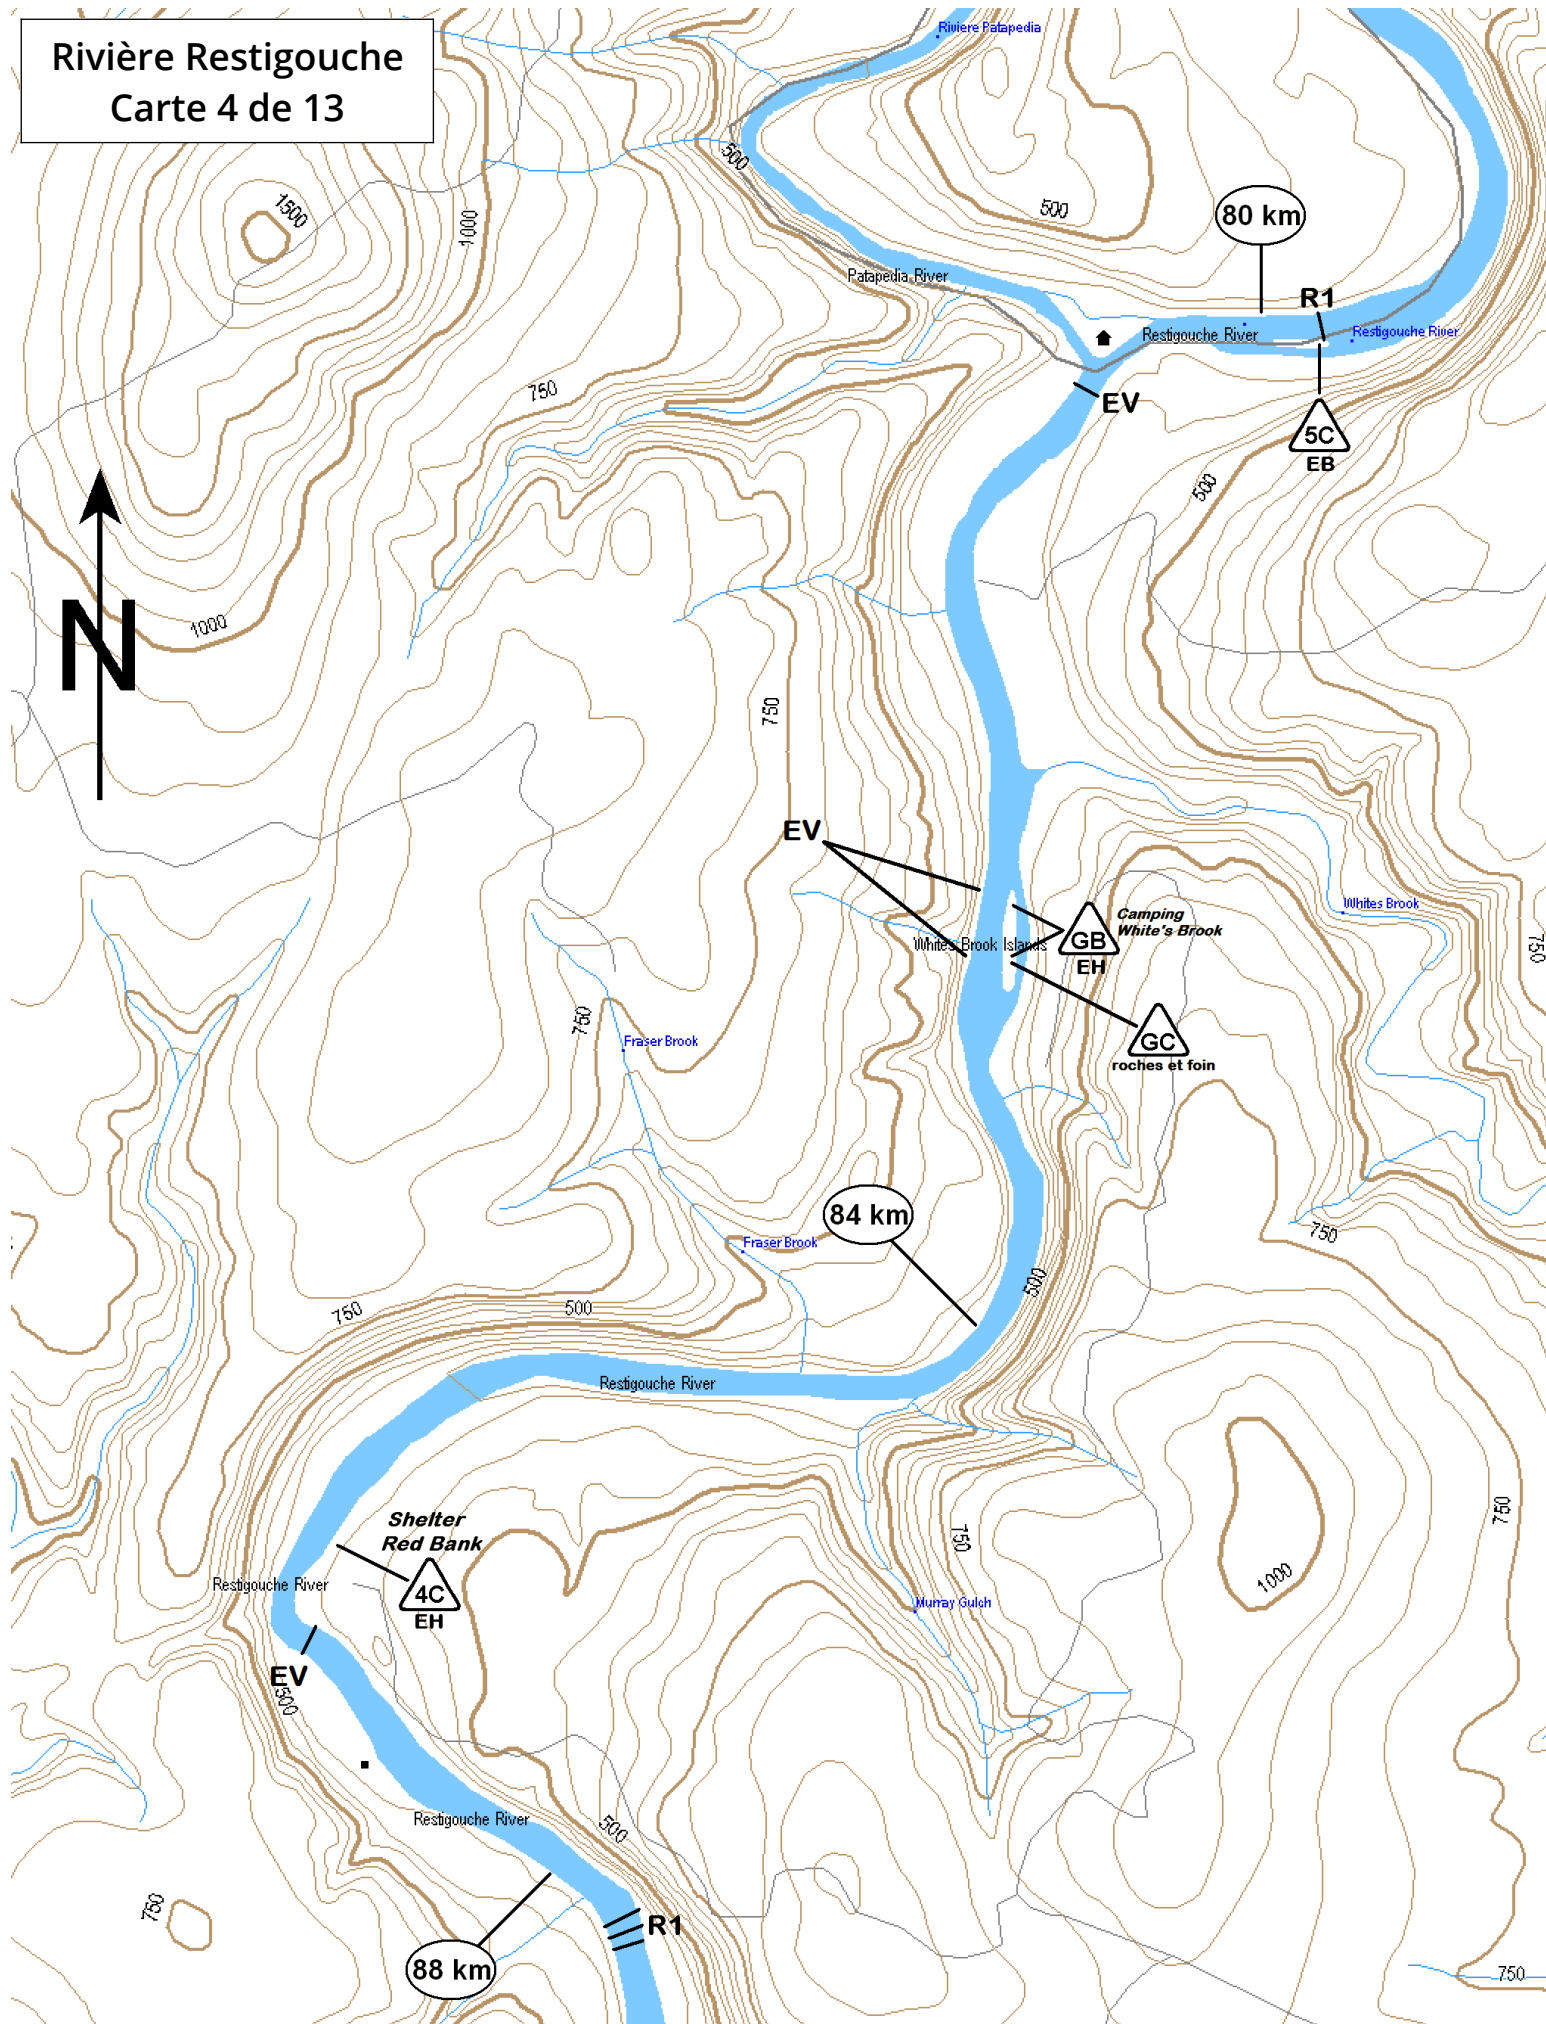 Rivière Restigouche
Carte 4 de 13
Riviere Patapedia
500
1500
1000
500
80 km
Patapedia River
R1
Restigouche River
Restigouche River
750
EV
5C
EB
500
N
1000
750
EV
Whites Brook
Camping
White's Brook
GB
EH
Whites Brook Islands
750
GC
roches et foin
750
Fraser Brook
84 km
750
Fraser Brook
500
750
500
Restigouche River
750
750
1000
Shelter
Red Bank
4C
EH
Restigouche River
Murray Gulch
EV
500
Restigouche River
500
750
R1
88 km
750